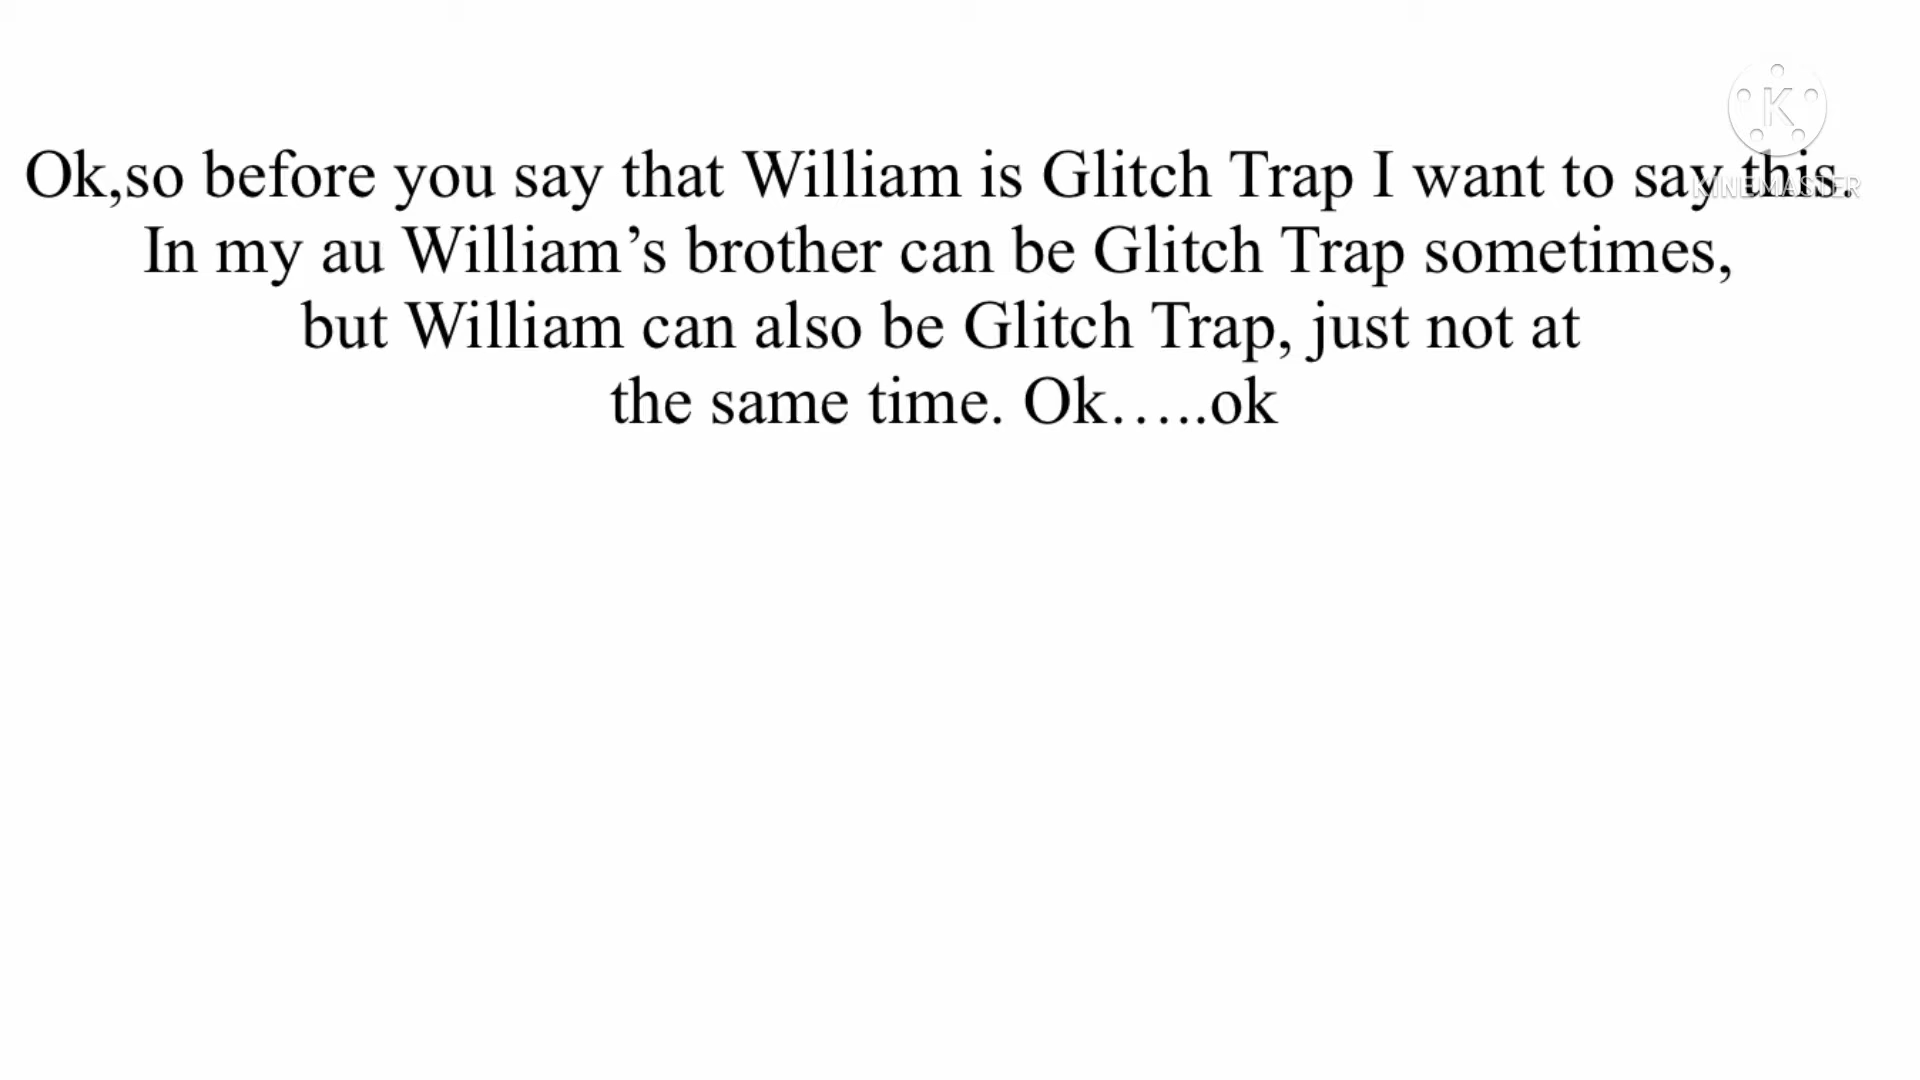 K
KINEMASTER
Ok,so before you say that William is Glitch Trap I want to say this.
In my au William’s brother can be Glitch Trap sometimes,
but William can also be Glitch Trap, just not at
the same time. Ok…..ok